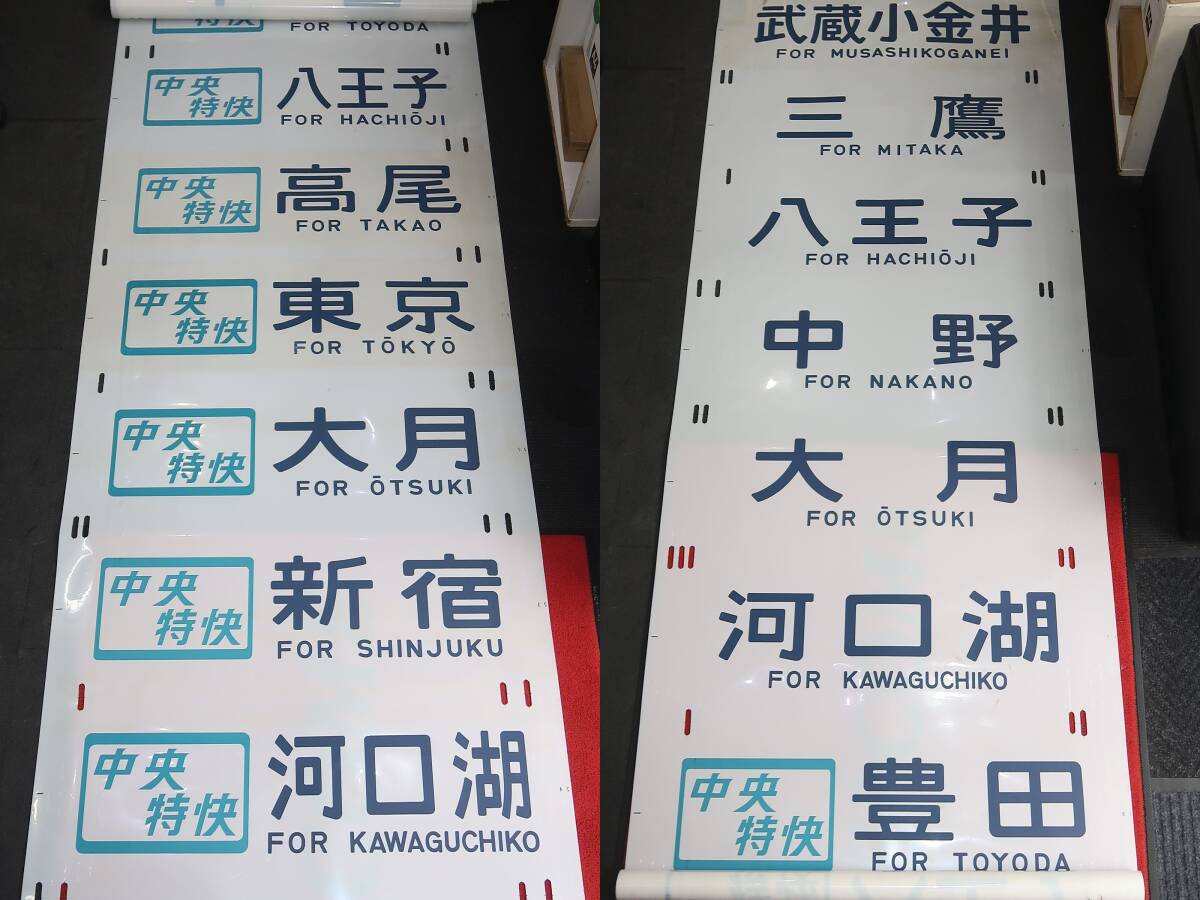 FOR TOYODA
中央
特快
八王子
FOR HACHIŌJI
中央
特快
高尾
FOR TAKAO
中央
特快
東京
FOR TŌKYŌ
中央
特快
大月
FOR ŌTSUKI
中央
特快
新宿
FOR SHINJUKU
中央
特快
河口湖
FOR KAWAGUCHIKO
武蔵小金井
FOR MUSASHIKOGANEI
三鷹
FOR MITAKA
八王子
FOR HACHIŌJI
中野
FOR NAKANO
大月
FOR ŌTSUKI
河口湖
FOR KAWAGUCHIKO
中央
特快
豊田
FOR TOYODA